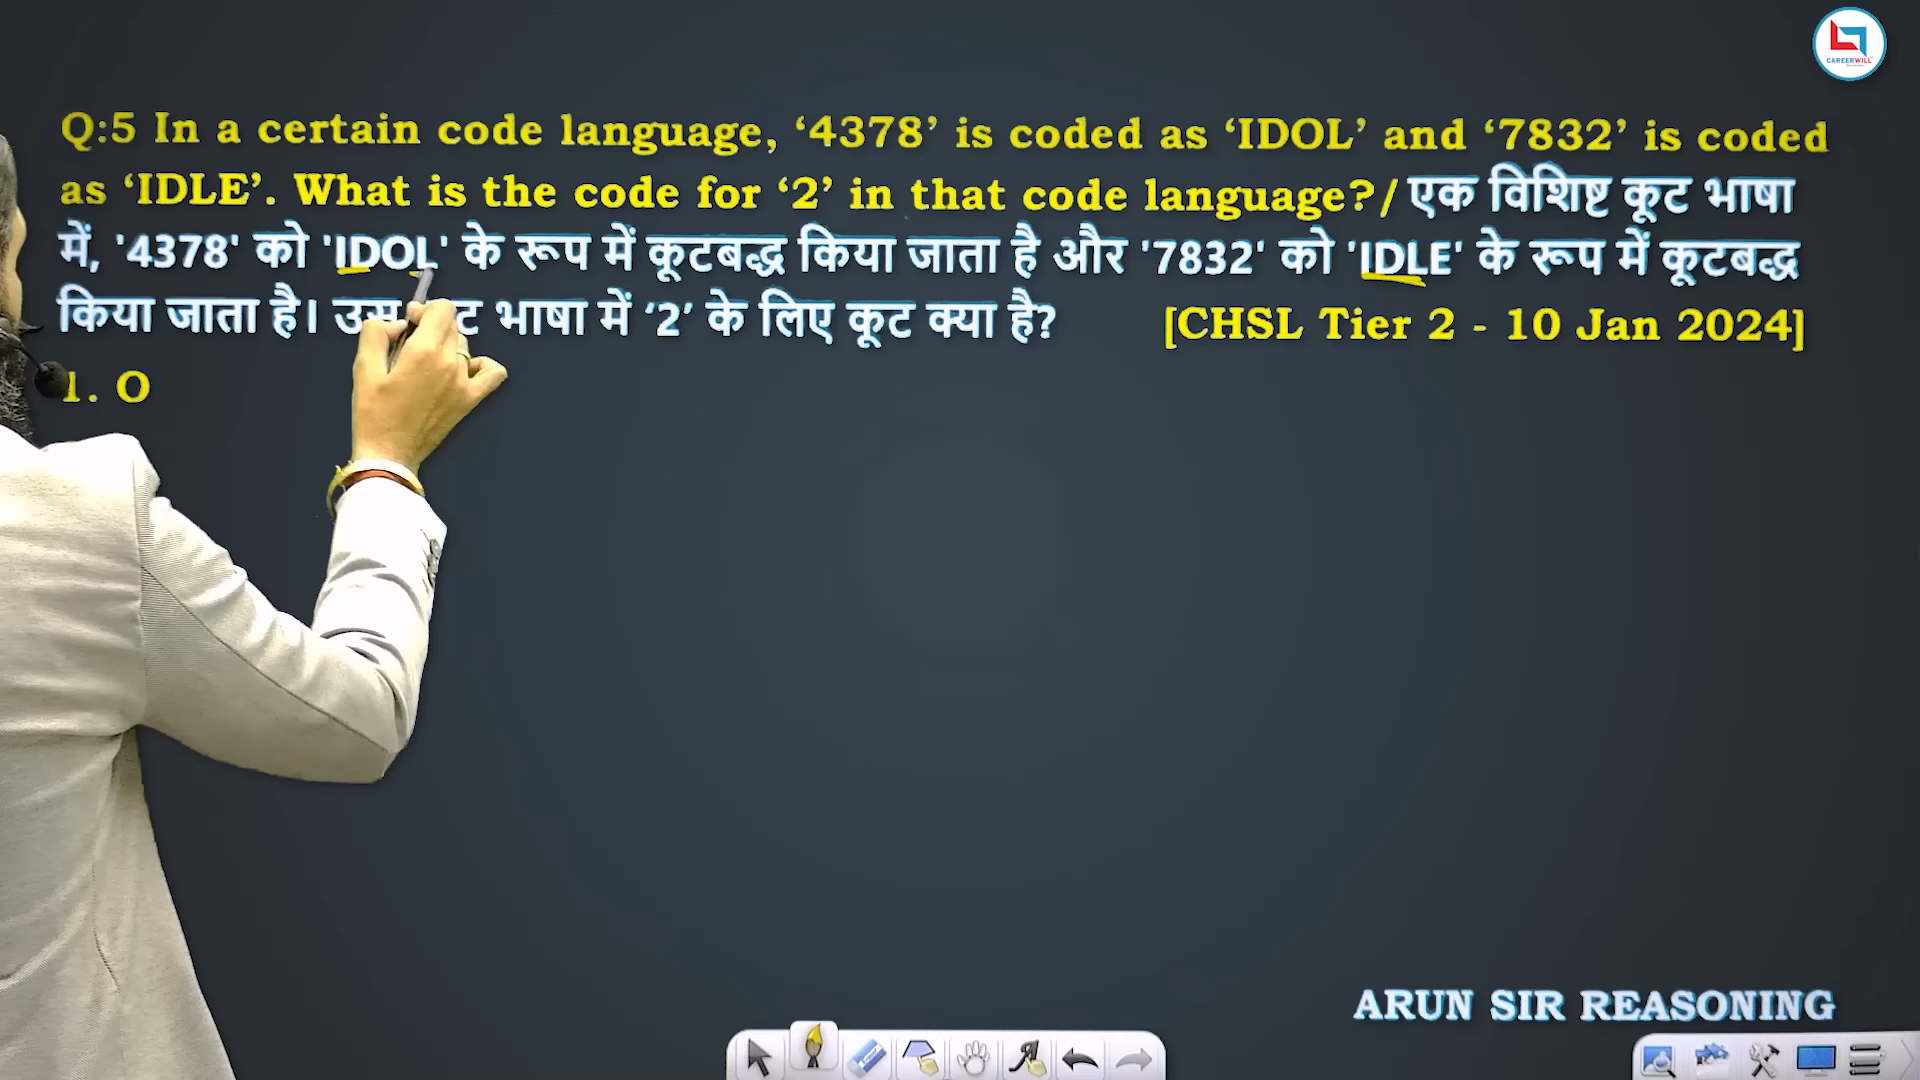 CAREERWILL
Q:5 In a certain code language, ‘4378’ is coded as ‘IDOL’ and ‘7832’ is coded
as ‘IDLE’. What is the code for ‘2’ in that code language?/ एक विशिष्ट कूट भाषा
में, '4378' को 'IDOL' के रूप में कूटबद्ध किया जाता है और '7832' को 'IDLE' के रूप में कूटबद्ध
किया जाता है। उस भाषा में ‘2’ के लिए कूट क्या है? [CHSL Tier 2 - 10 Jan 2024]
1. O
ARUN SIR REASONING